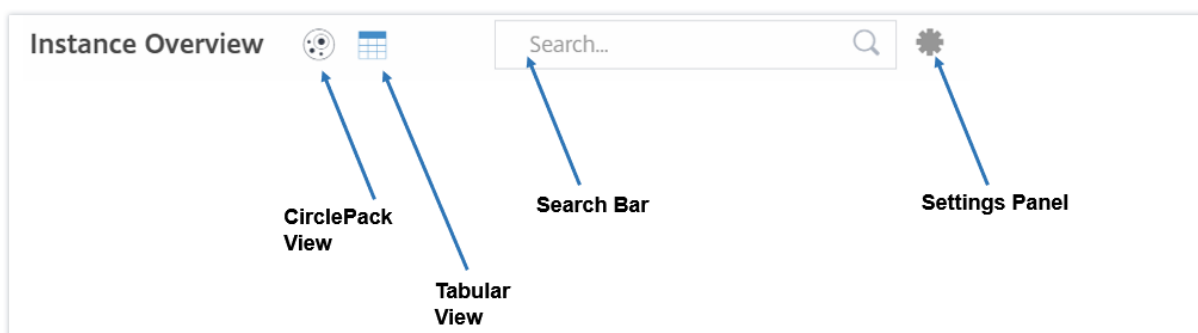 Instance Overview
Search...
CirclePack
View
Search Bar
Settings Panel
Tabular
View